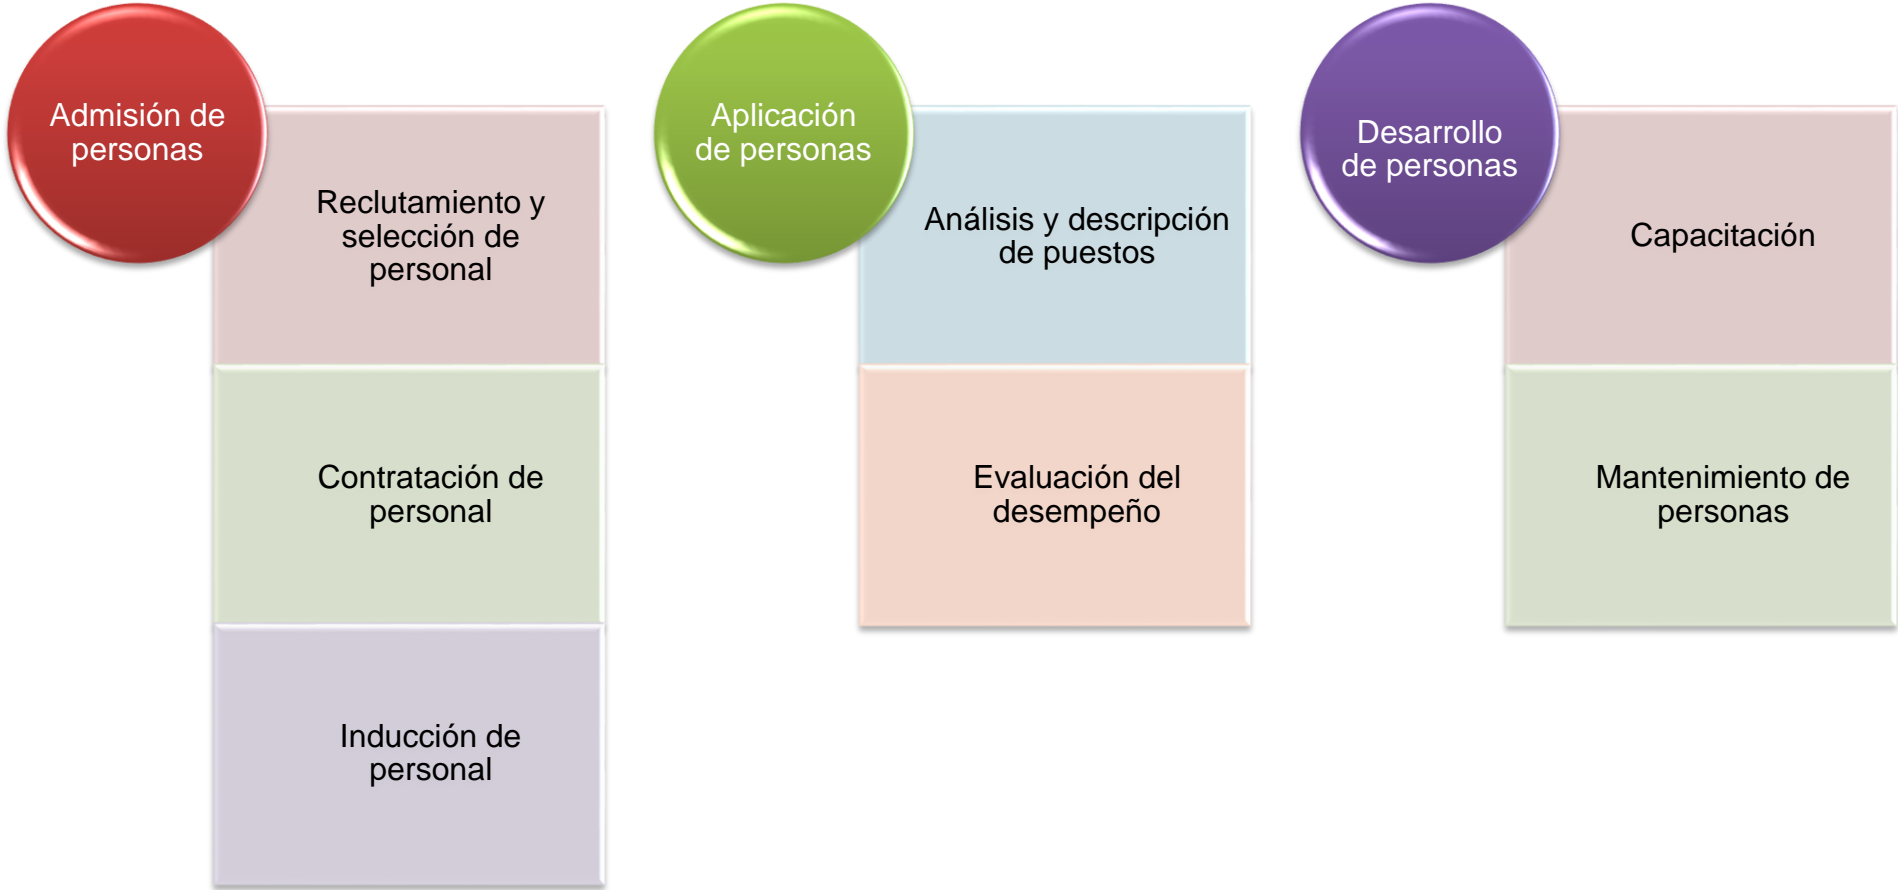 Admisión de
personas
Reclutamiento y
selección de
personal
Contratación de
personal
Inducción de
personal
Aplicación
de personas
Análisis y descripción
de puestos
Evaluación del
desempeño
Desarrollo
de personas
Capacitación
Mantenimiento de
personas